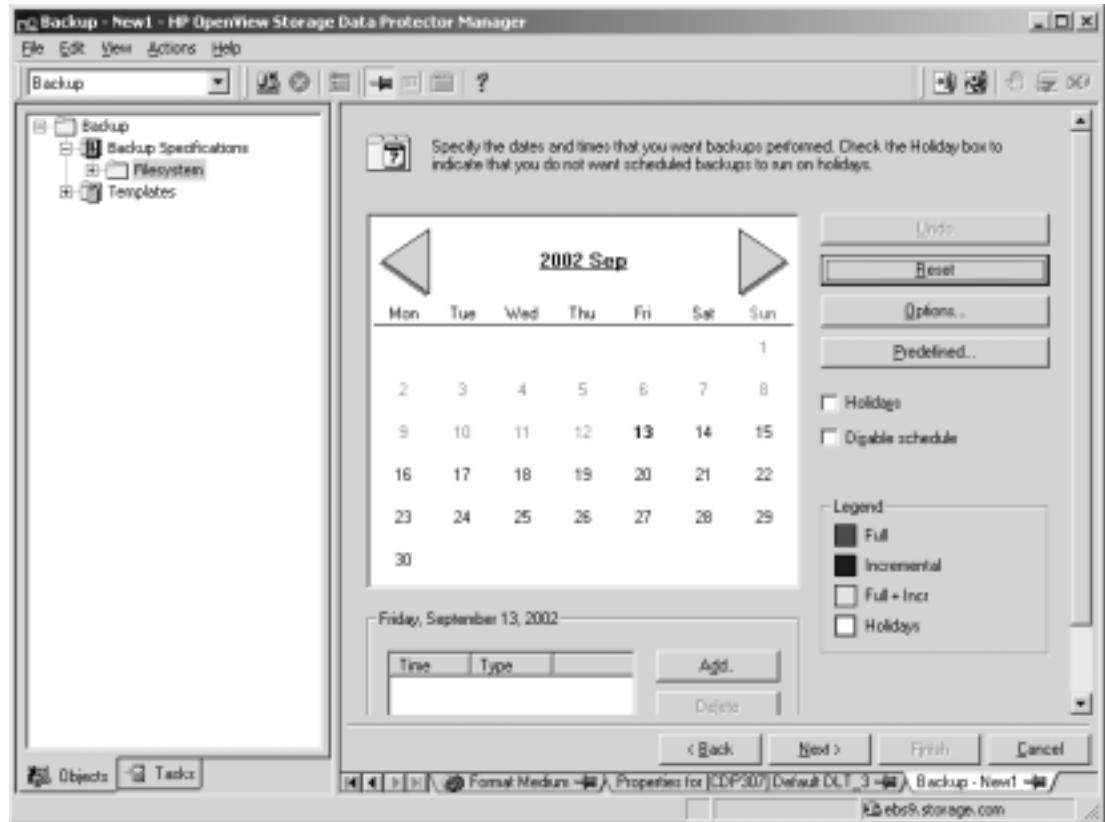 Backup - New1 - HP OpenView Storage Data Protector Manager
File Edit View Actions Help
Backup
Backup
Backup Specifications
Filesystem
Templates
Specify the dates and times that you want backups performed. Check the Holiday box to
indicate that you do not want scheduled backups to run on holidays.
2002 Sep
Mon Tue Wed Thu Fri Sat Sun
1
2 3 4 5 6 7 8
9 10 11 12 13 14 15
16 17 18 19 20 21 22
23 24 25 26 27 28 29
30
Undo
Reset
Options...
Predefined...
Holidays
Disable schedule
Legend
Full
Incremental
Full + Incr
Holidays
Friday, September 13, 2002
Time Type
Add..
Delete
< Back Next > Finish Cancel
Objects Tasks
Format Medium Properties for [CDP307] Default DLT_3 Backup - New1
ebs9.storage.com